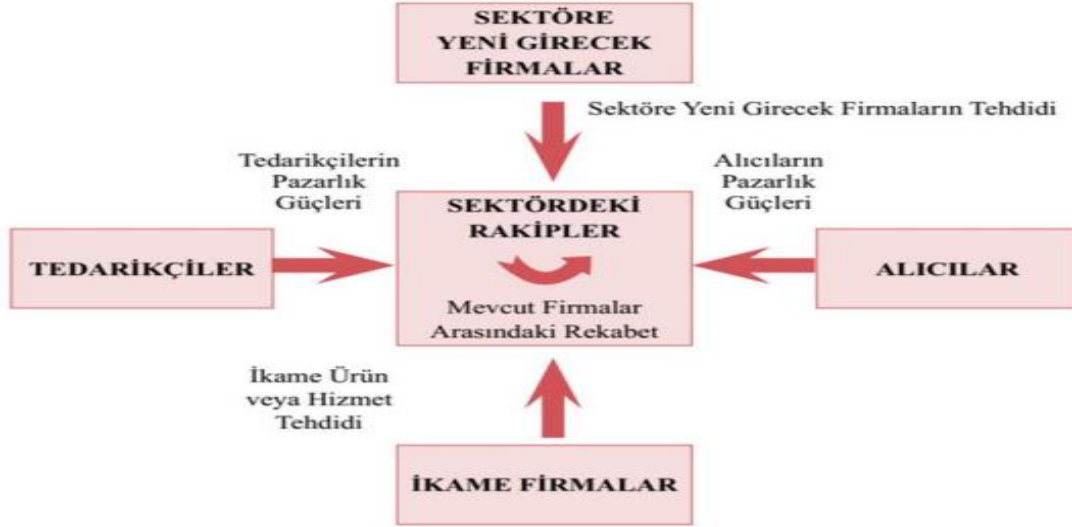 SEKTÖRE
YENİ GİRECEK
FİRMALAR
Sektöre Yeni Girecek Firmaların Tehdidi
Tedarikçilerin
Pazarlık
Güçleri
Alıcıların
Pazarlık
Güçleri
SEKTÖRDEKİ
RAKİPLER
Mevcut Firmalar
Arasındaki Rekabet
TEDARİKÇİLER
ALICILAR
İkame Ürün
veya Hizmet
Tehdidi
İKAME FİRMALAR